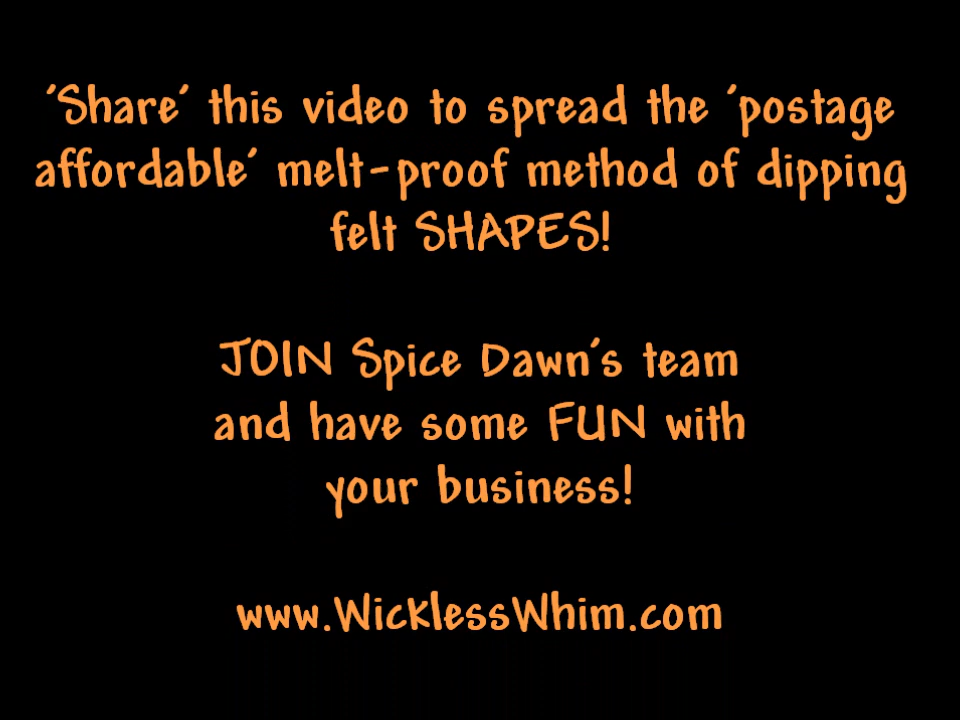 'Share' this video to spread the 'postage
affordable' melt-proof method of dipping
felt SHAPES!
JOIN Spice Dawn's team
and have some FUN with
your business!
www.WicklessWhim.com